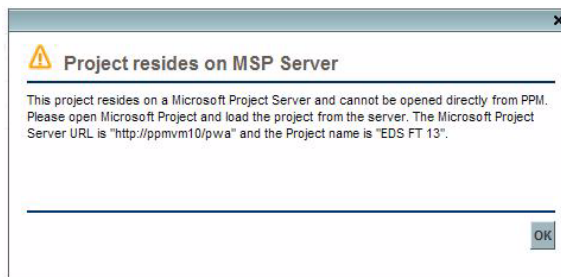 Project resides on MSP Server
This project resides on a Microsoft Project Server and cannot be opened directly from PPM.
Please open Microsoft Project and load the project from the server. The Microsoft Project
Server URL is "http://ppmvm10/pwa" and the Project name is "EDS FT 13".
OK